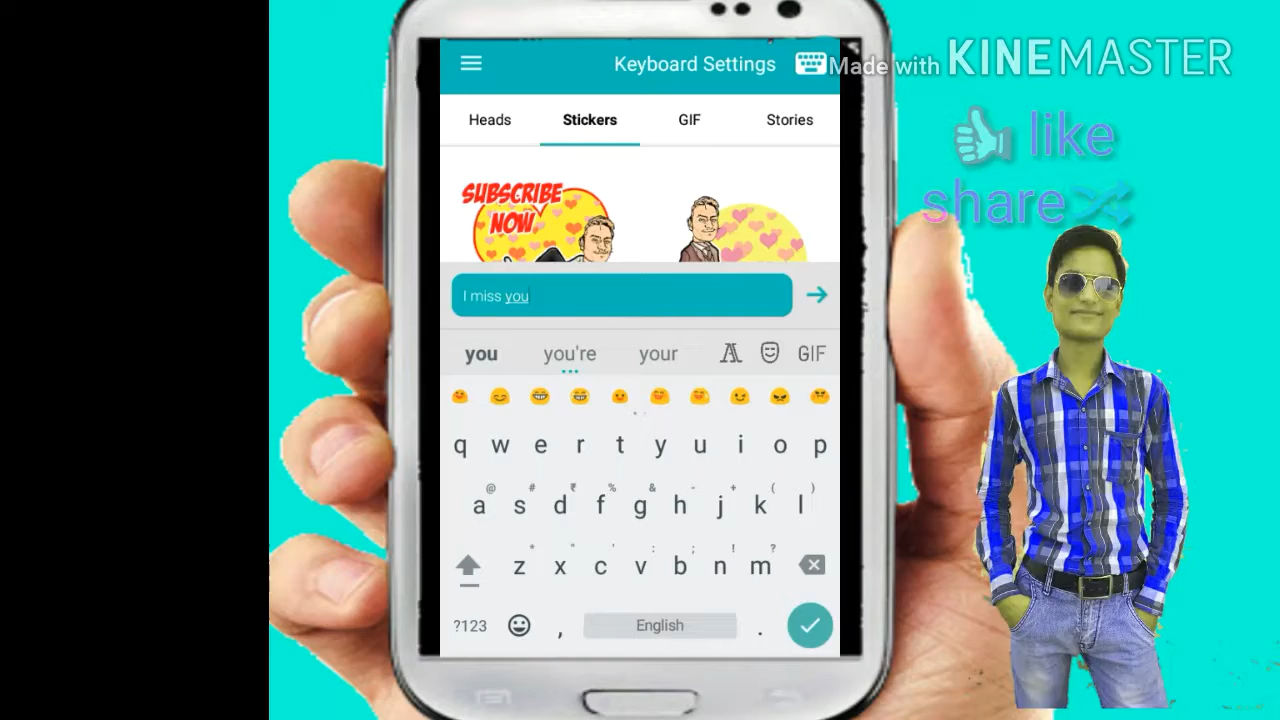 Keyboard Settings
Made with KINEMASTER
Heads Stickers GIF Stories
like
share
SUBSCRIBE
NOW
I miss you
you you're your A GIF
q w e r t y u i o p
@ # ₹ % & - + ( )
a s d f g h j k l
* " ' : ; ! ?
z x c v b n m
?123 , English .